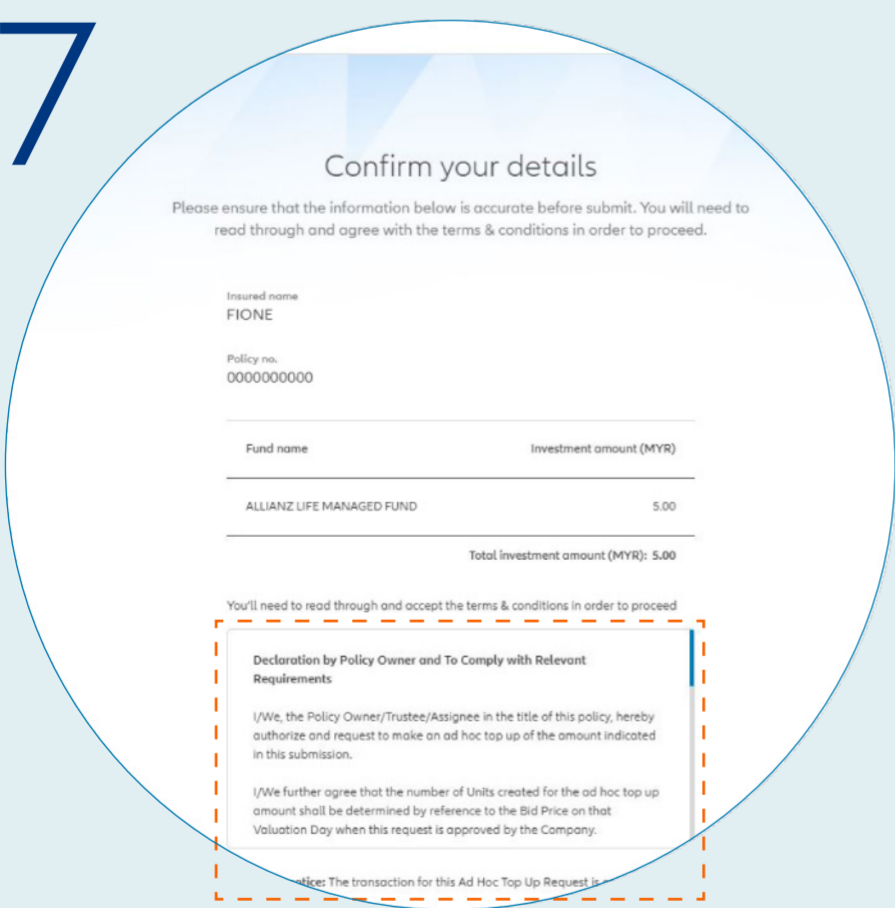 7
Confirm your details
Please ensure that the information below is accurate before submit. You will need to
read through and agree with the terms & conditions in order to proceed.
Insured name
FIONE
Policy no.
0000000000
Fund name Investment amount (MYR)
ALLIANZ LIFE MANAGED FUND 5.00
Total investment amount (MYR): 5.00
You'll need to read through and accept the terms & conditions in order to proceed
Declaration by Policy Owner and To Comply with Relevant
Requirements
I/We, the Policy Owner/Trustee/Assignee in the title of this policy, hereby
authorize and request to make an ad hoc top up of the amount indicated
in this submission.
I/We further agree that the number of Units created for the ad hoc top up
amount shall be determined by reference to the Bid Price on that
Valuation Day when this request is approved by the Company.
The transaction for this Ad Hoc Top Up Request is